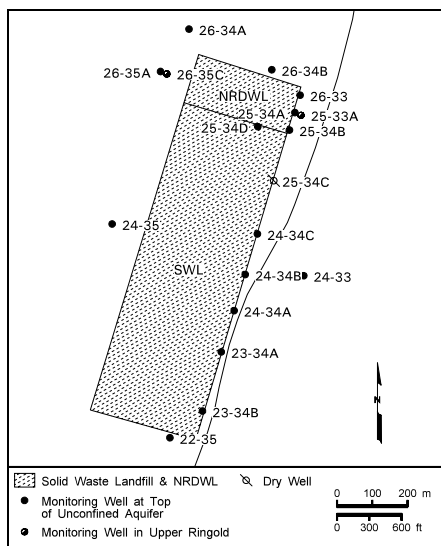 26-34A
26-35A
26-35C
26-34B
NRDWL
26-33
25-34A
25-33A
25-34D
25-34B
25-34C
24-35
24-34C
SWL
24-34B
24-33
24-34A
23-34A
N
23-34B
22-35
Solid Waste Landfill & NRDWL
Dry Well
Monitoring Well at Top
of Unconfined Aquifer
Monitoring Well in Upper Ringold
0 100 200 m
0 300 600 ft